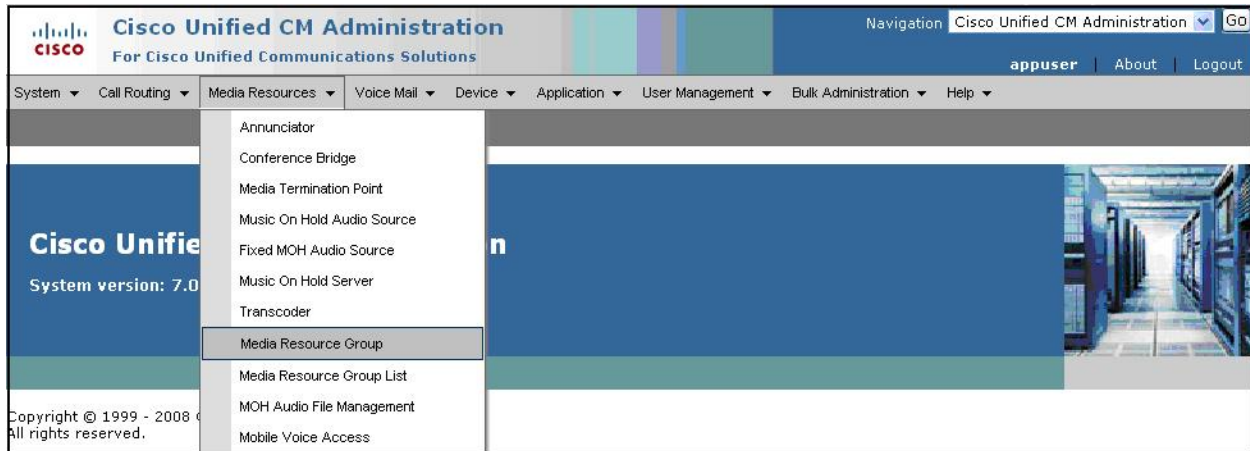 Cisco Unified CM Administration
For Cisco Unified Communications Solutions
CISCO
Navigation Cisco Unified CM Administration Go
appuser | About | Logout
System Call Routing Media Resources Voice Mail Device Application User Management Bulk Administration Help
Annunciator
Conference Bridge
Media Termination Point
Music On Hold Audio Source
Fixed MOH Audio Source
Music On Hold Server
Transcoder
Media Resource Group
Media Resource Group List
MOH Audio File Management
Mobile Voice Access
Cisco Unifie n
System version: 7.0
Copyright © 1999 - 2008
All rights reserved.